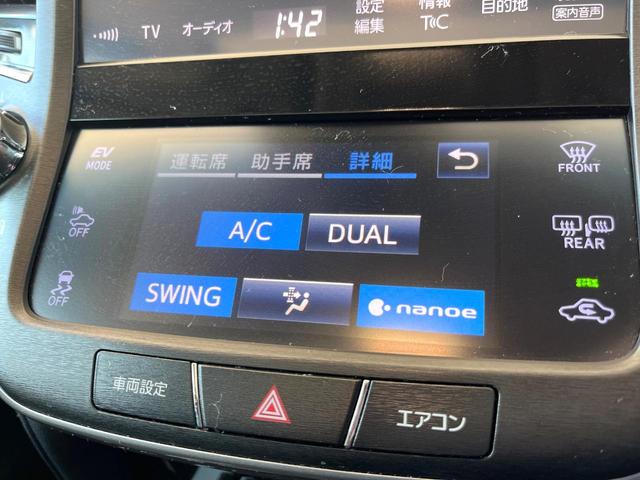 TV オーディオ 1:42 設定 編集 情報 T&C 目的地 案内音声
EV MODE 運転席 助手席 詳細 FRONT
OFF A/C DUAL REAR
OFF SWING nanoe
車両設定 エアコン